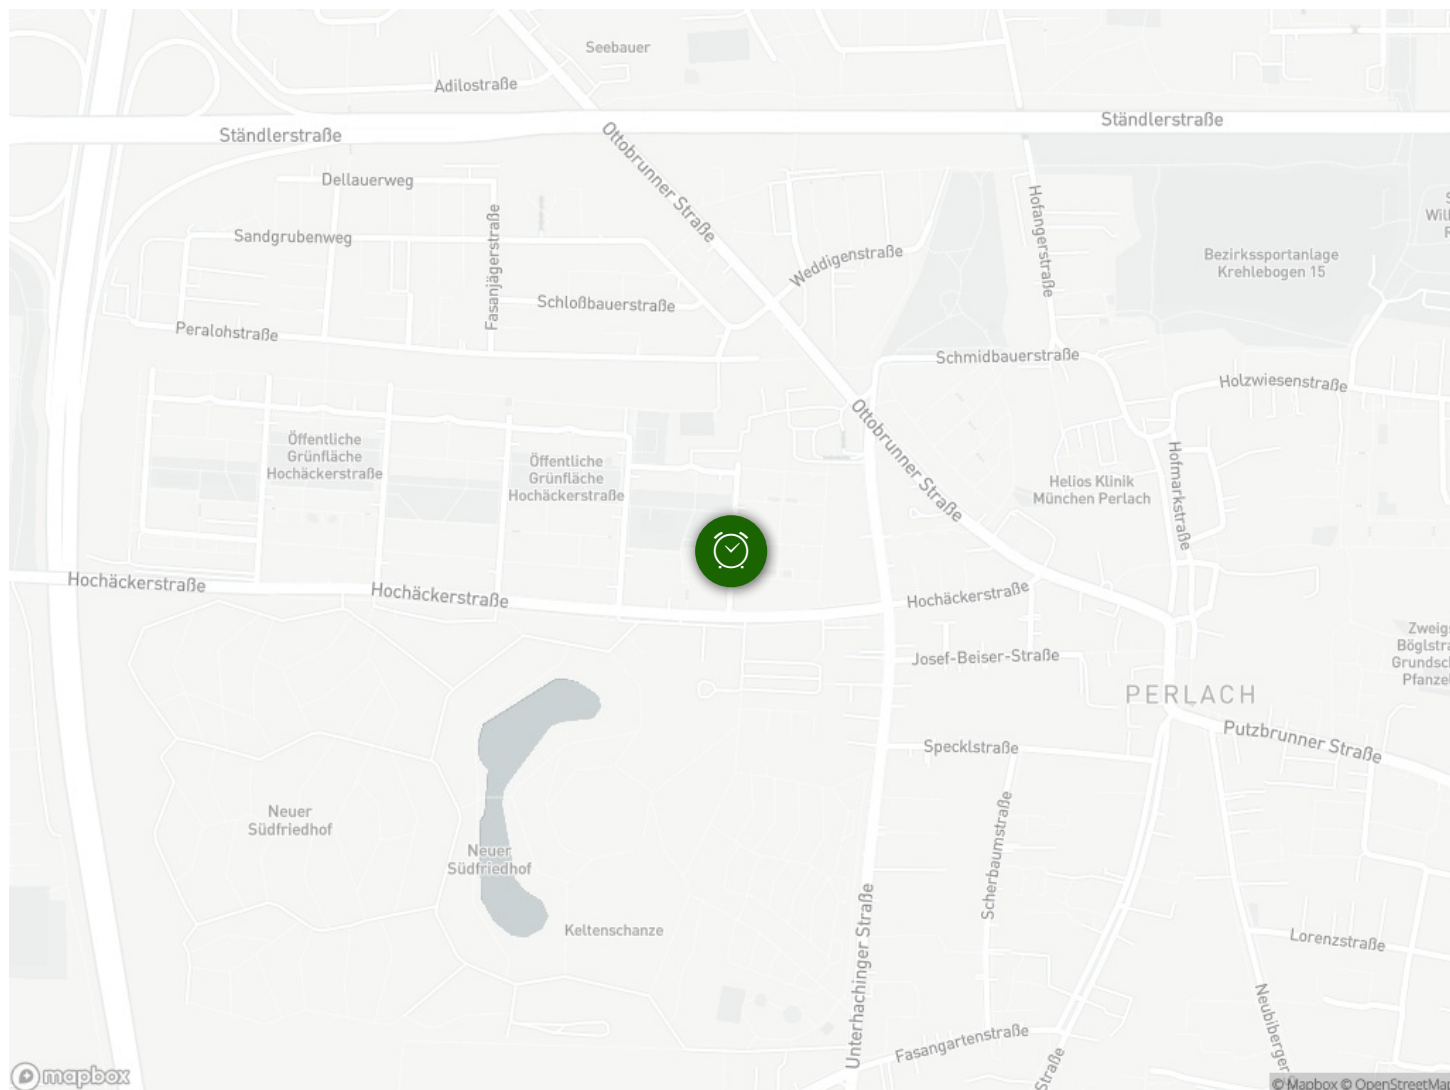 Seebauer
Adilostraße
Ständlerstraße
Ständlerstraße
Ottobrunner Straße
Dellauerweg
Hofangerstraße
Sandgrubenweg
Fasanjägerstraße
Weddigenstraße
Bezirkssportanlage
Krehlebogen 15
Schloßbauerstraße
Peralohstraße
Schmidbauerstraße
Holzwiesenstraße
Ottobrunner Straße
Öffentliche
Grünfläche
Hochäckerstraße
Öffentliche
Grünfläche
Hochäckerstraße
Helios Klinik
München Perlach
Hofmarkstraße
Hochäckerstraße
Hochäckerstraße
Hochäckerstraße
Josef-Beiser-Straße
PERLACH
Putzbrunner Straße
Specklstraße
Neuer
Südfriedhof
Neuer
Südfriedhof
Scherbaumstraße
Keltenschanze
Unterhachinger Straße
Lorenzstraße
Neubiberger
Fasangartenstraße
Straße
mapbox
© Mapbox © OpenStreetMap